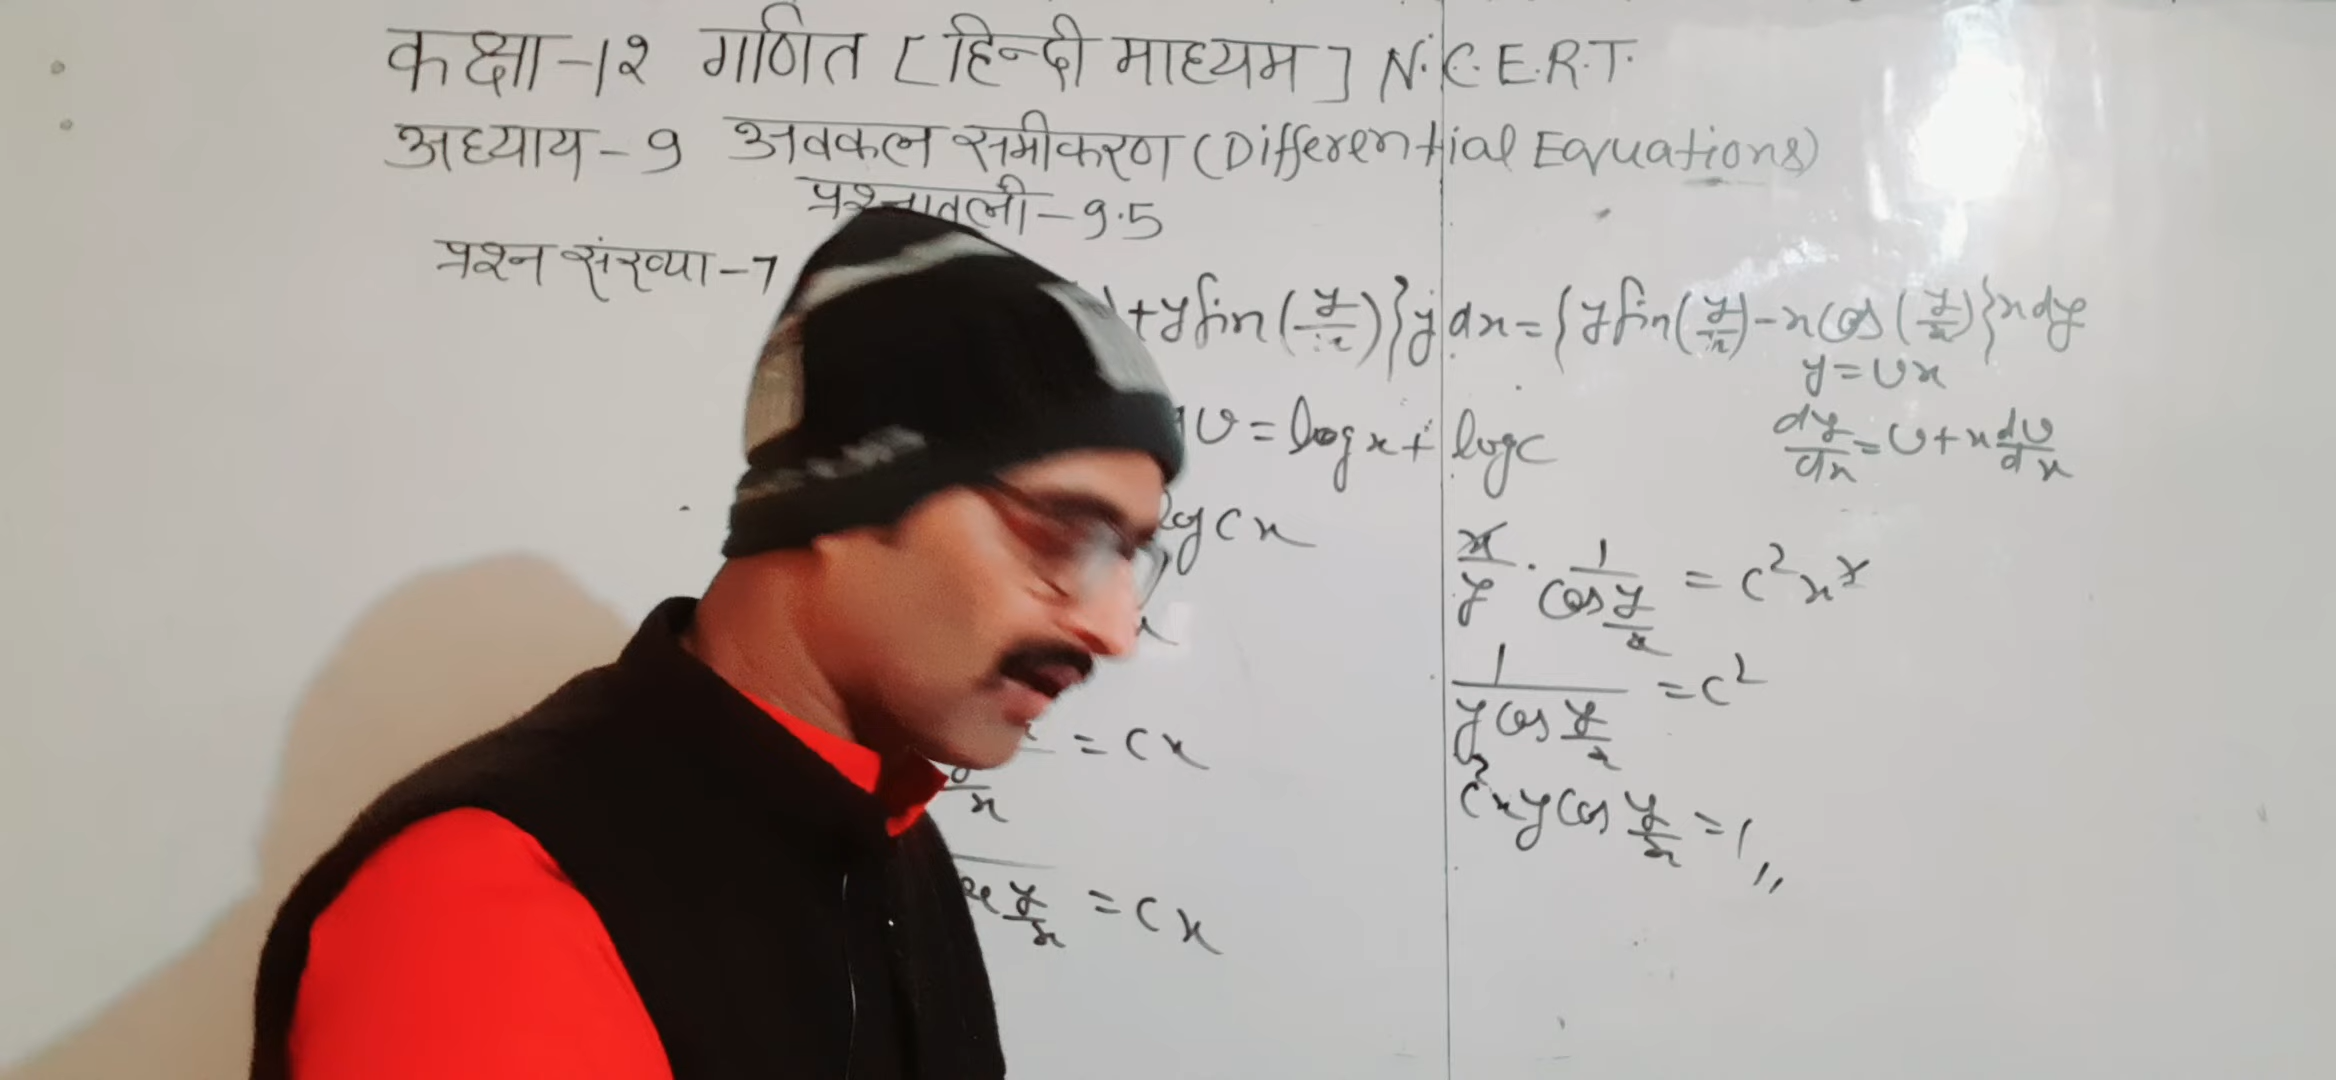 कक्षा-१२ गणित [हिन्दी माध्यम] N.C.E.R.T.
अध्याय-9 अवकल समीकरण (Differential Equations)
प्रश्नावली-9.5
प्रश्न संख्या-7
+y sin(y/x)}y dx = {y sin(y/x) - x cos(y/x)}x dy
y = vx
v = log x + log c
dy/dx = v + x dv/dx
log cx
x/y . 1/cos y/x = c²x²
1/(y cos y/x) = c²
= cx
y/x
c²xy cos y/x = 1,,
y/x = cx